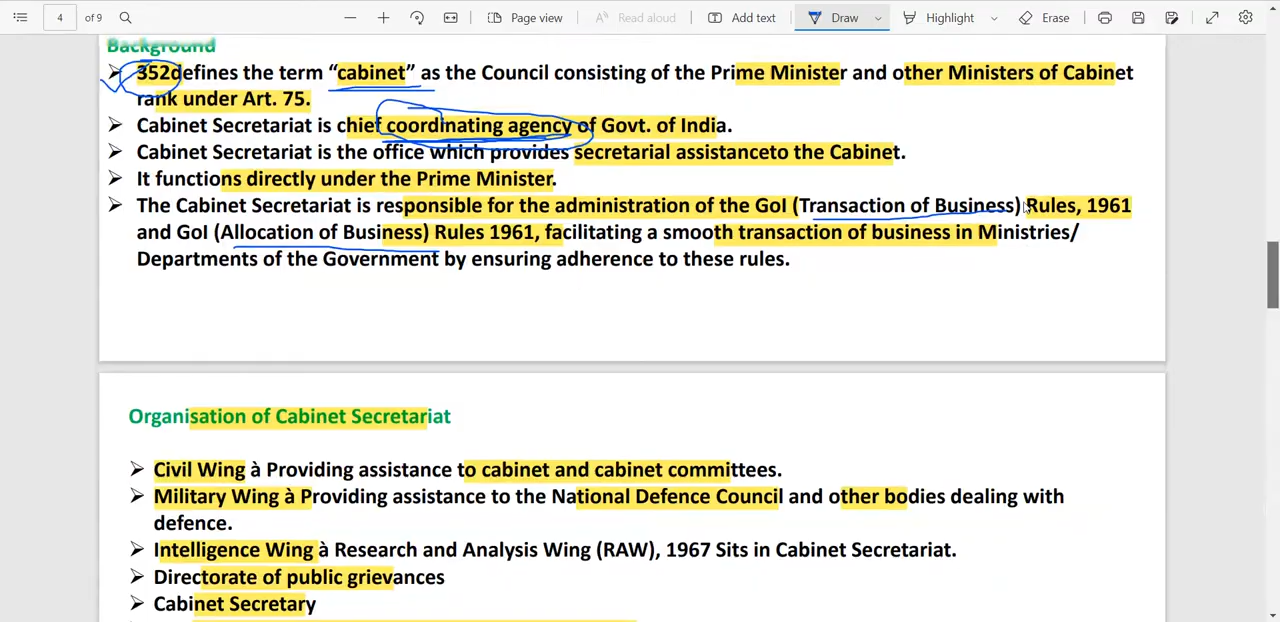 4 of 9 Page view Read aloud Add text Draw Highlight Erase
Background
➢ 352defines the term “cabinet” as the Council consisting of the Prime Minister and other Ministers of Cabinet
rank under Art. 75.
➢ Cabinet Secretariat is chief coordinating agency of Govt. of India.
➢ Cabinet Secretariat is the office which provides secretarial assistanceto the Cabinet.
➢ It functions directly under the Prime Minister.
➢ The Cabinet Secretariat is responsible for the administration of the GoI (Transaction of Business) Rules, 1961
and GoI (Allocation of Business) Rules 1961, facilitating a smooth transaction of business in Ministries/
Departments of the Government by ensuring adherence to these rules.
Organisation of Cabinet Secretariat
➢ Civil Wing à Providing assistance to cabinet and cabinet committees.
➢ Military Wing à Providing assistance to the National Defence Council and other bodies dealing with
defence.
➢ Intelligence Wing à Research and Analysis Wing (RAW), 1967 Sits in Cabinet Secretariat.
➢ Directorate of public grievances
➢ Cabinet Secretary